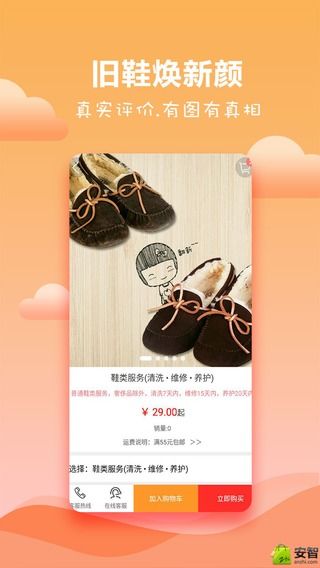 旧鞋焕新颜
真实评价.有图有真相
翻新~
鞋类服务(清洗·维修·养护)
普通鞋类服务，奢侈品除外，清洗7天内，维修15天内，养护20天内
¥ 29.00起
销量:0
运费说明: 满55元包邮 >>
选择：鞋类服务(清洗·维修·养护)
客服热线
在线客服
加入购物车
立即购买
安智
anzhi.com